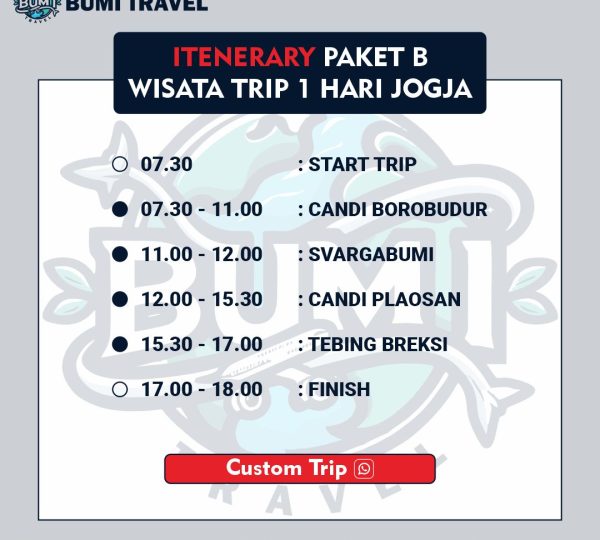 BUMI TRAVEL
BUMI
TRAVEL
ITENERARY PAKET B
WISATA TRIP 1 HARI JOGJA
07.30 : START TRIP
07.30 - 11.00 : CANDI BOROBUDUR
11.00 - 12.00 : SVARGABUMI
12.00 - 15.30 : CANDI PLAOSAN
15.30 - 17.00 : TEBING BREKSI
17.00 - 18.00 : FINISH
Custom Trip
BUMI
TRAVEL